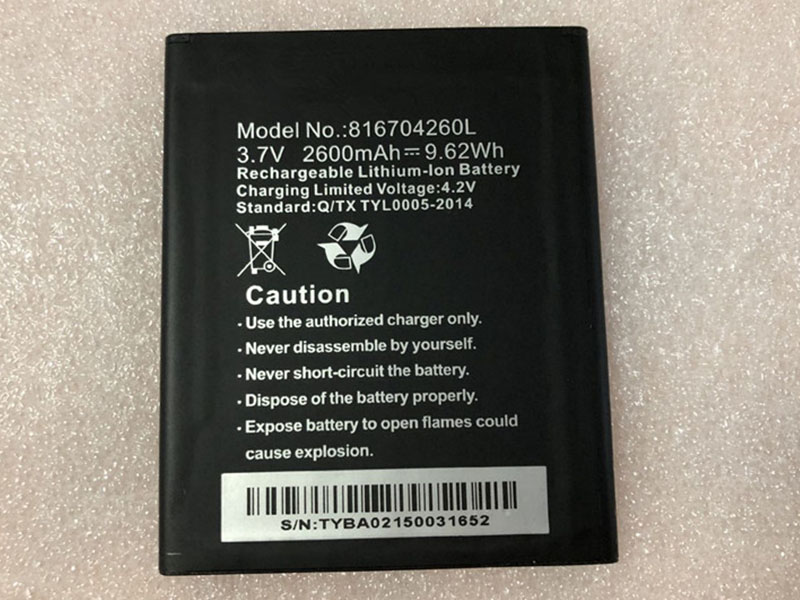 Model No.:816704260L
3.7V 2600mAh⎓9.62Wh
Rechargeable Lithium-Ion Battery
Charging Limited Voltage:4.2V
Standard:Q/TX TYL0005-2014
Caution
· Use the authorized charger only.
· Never disassemble by yourself.
· Never short-circuit the battery.
· Dispose of the battery properly.
· Expose battery to open flames could
cause explosion.
S/N:TYBA02150031652